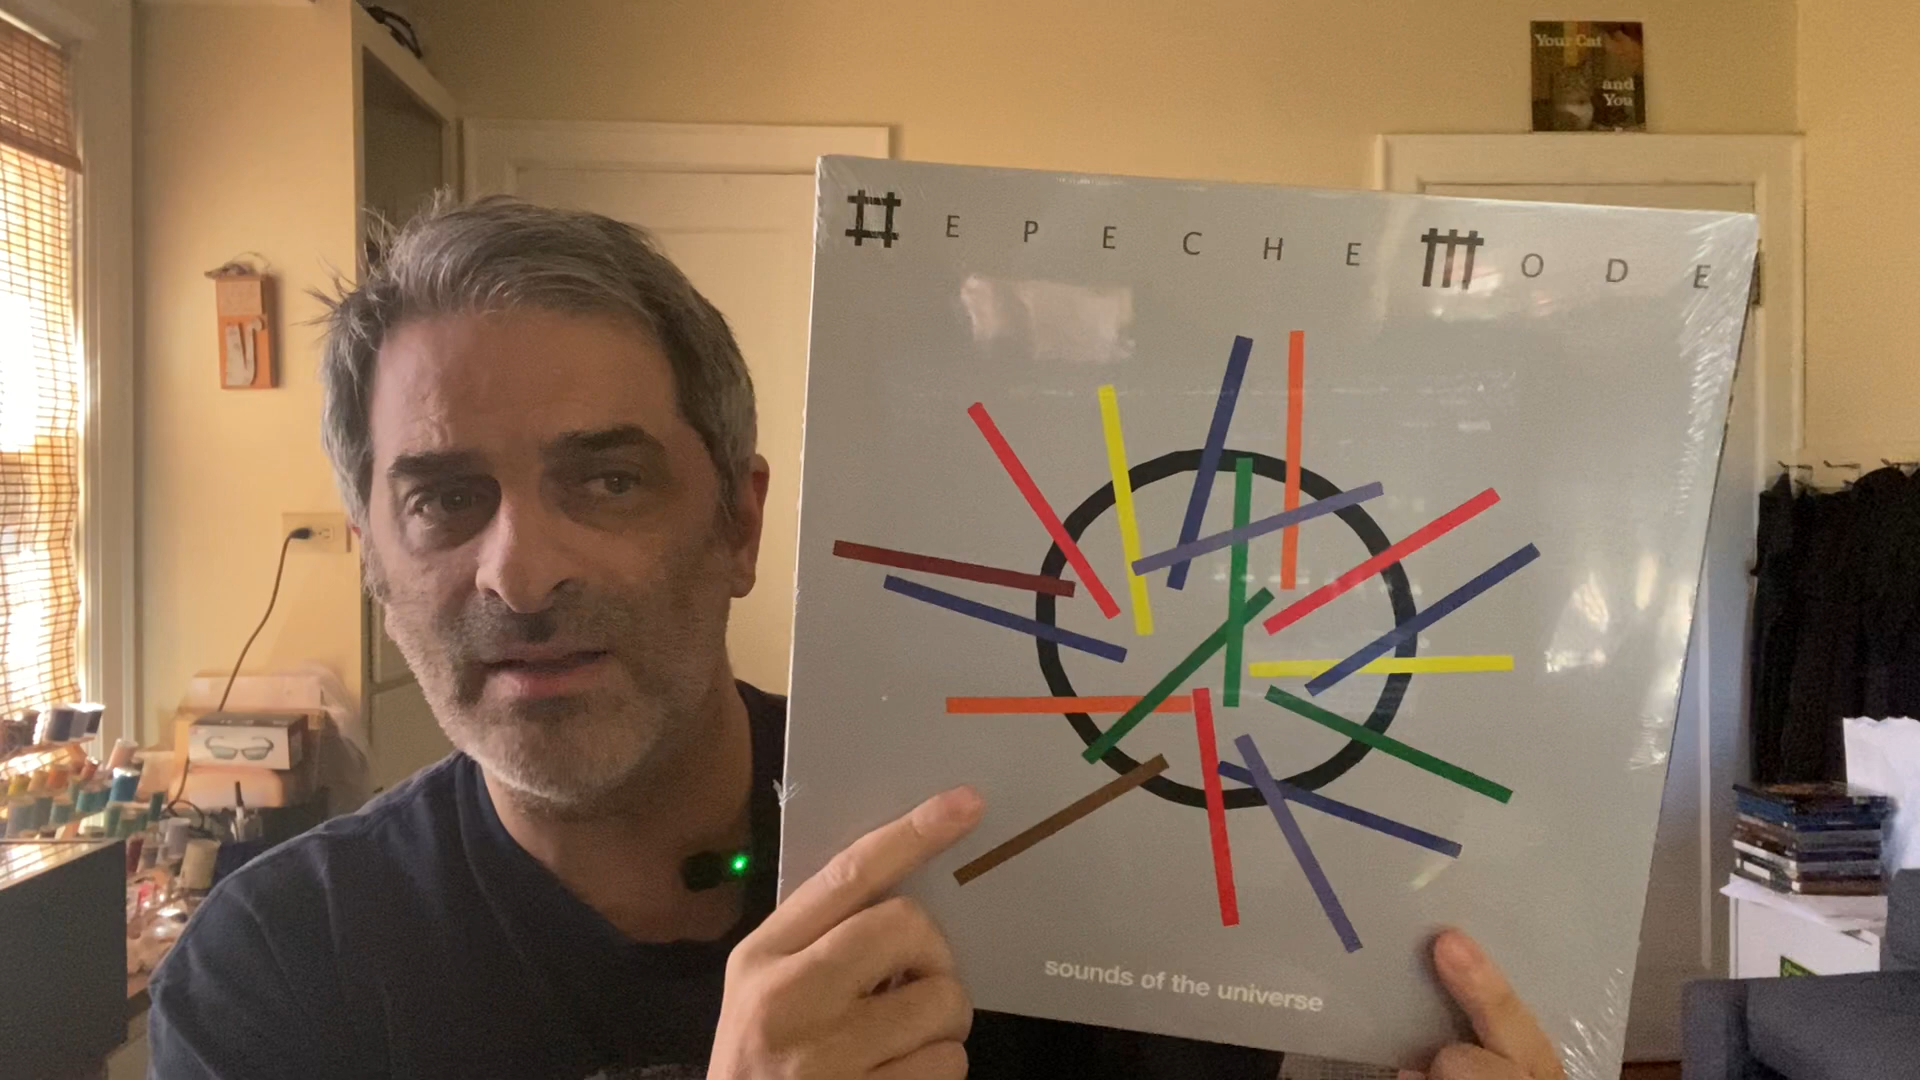 Your Cat
and
You
DEPECHE MODE
sounds of the universe